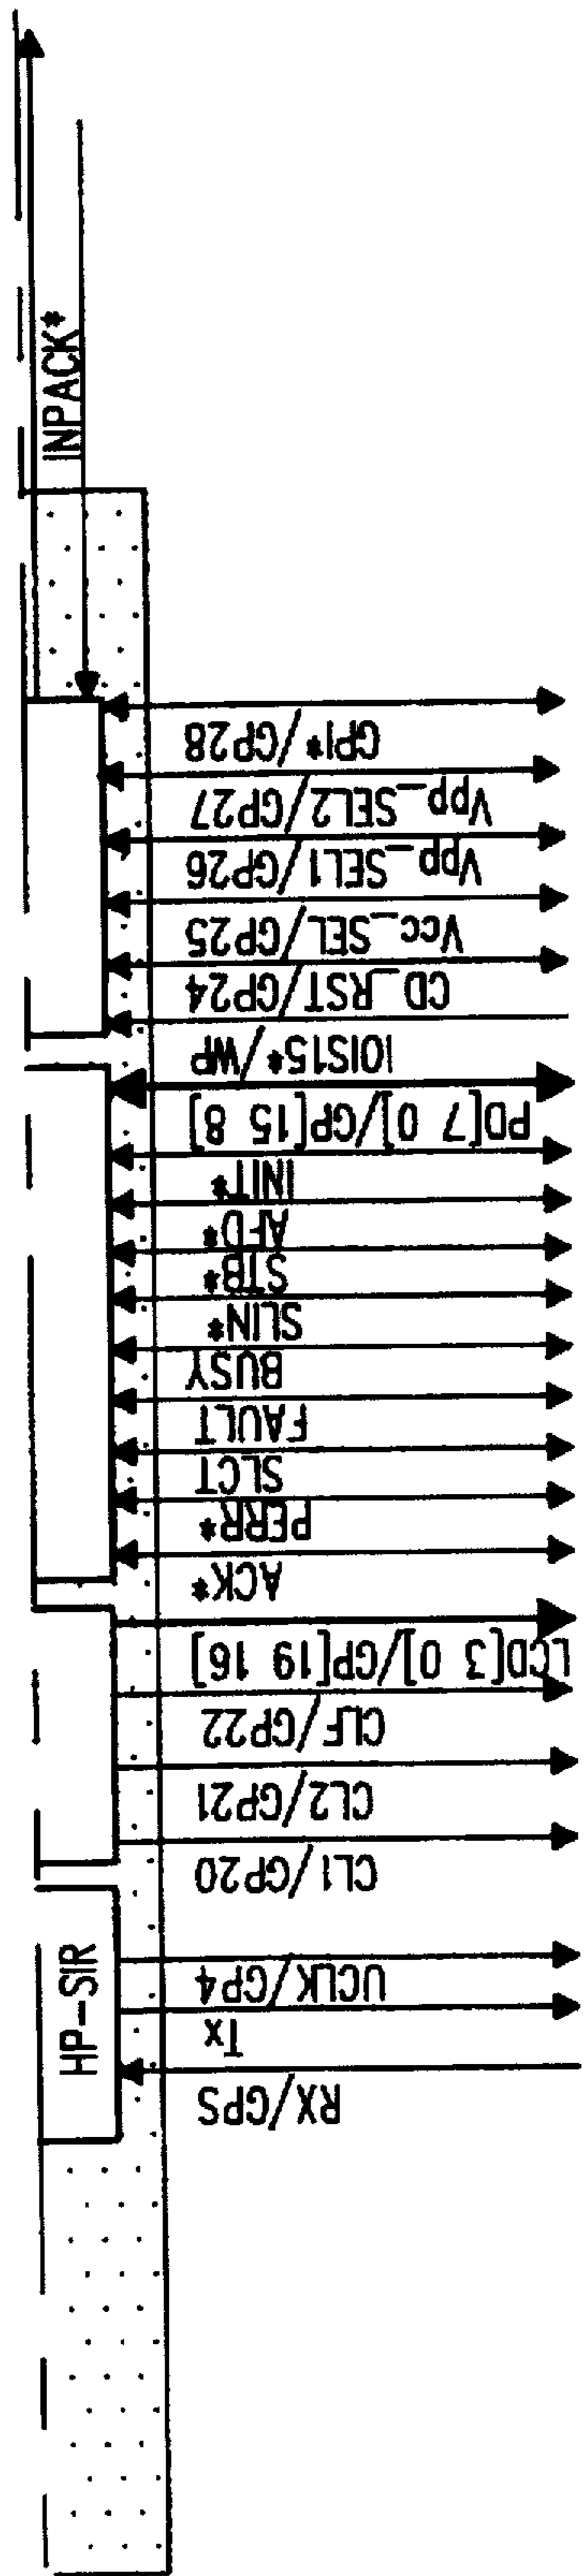 INPACK*
GPI*/GP28
Vpp_SEL2/GP27
Vpp_SEL1/GP26
Vcc_SEL/GP25
CD_RST/GP24
IOIS15*/WP
PD[7 0]/GP[15 8]
INIT*
AFD*
STB*
SLIN*
BUSY
FAULT
SLCT
PERR*
ACK*
LCD[3 0]/GP[19 16]
CLF/GP22
CL2/GP21
CL1/GP20
HP-SIR
UCLK/GP4
Tx
RX/GPS